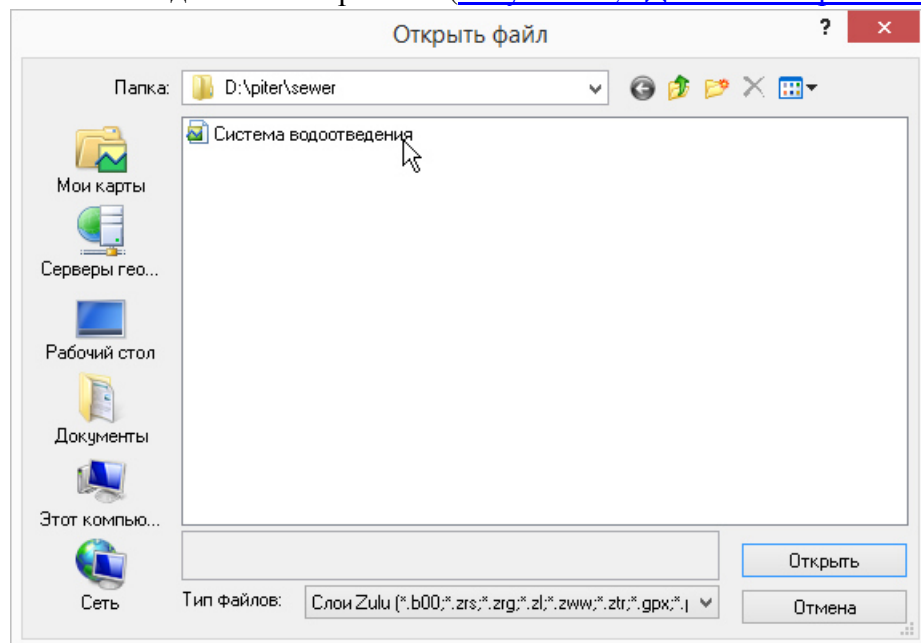 Открыть файл
?
×
Папка:
D:\piter\sewer
Система водоотведения
Мои карты
Серверы гео...
Рабочий стол
Документы
Этот компью...
Сеть
Открыть
Тип файлов:
Слои Zulu (*.b00;*.zrs;*.zrg;*.zl;*.zww;*.ztr;*.gpx;*.
Отмена